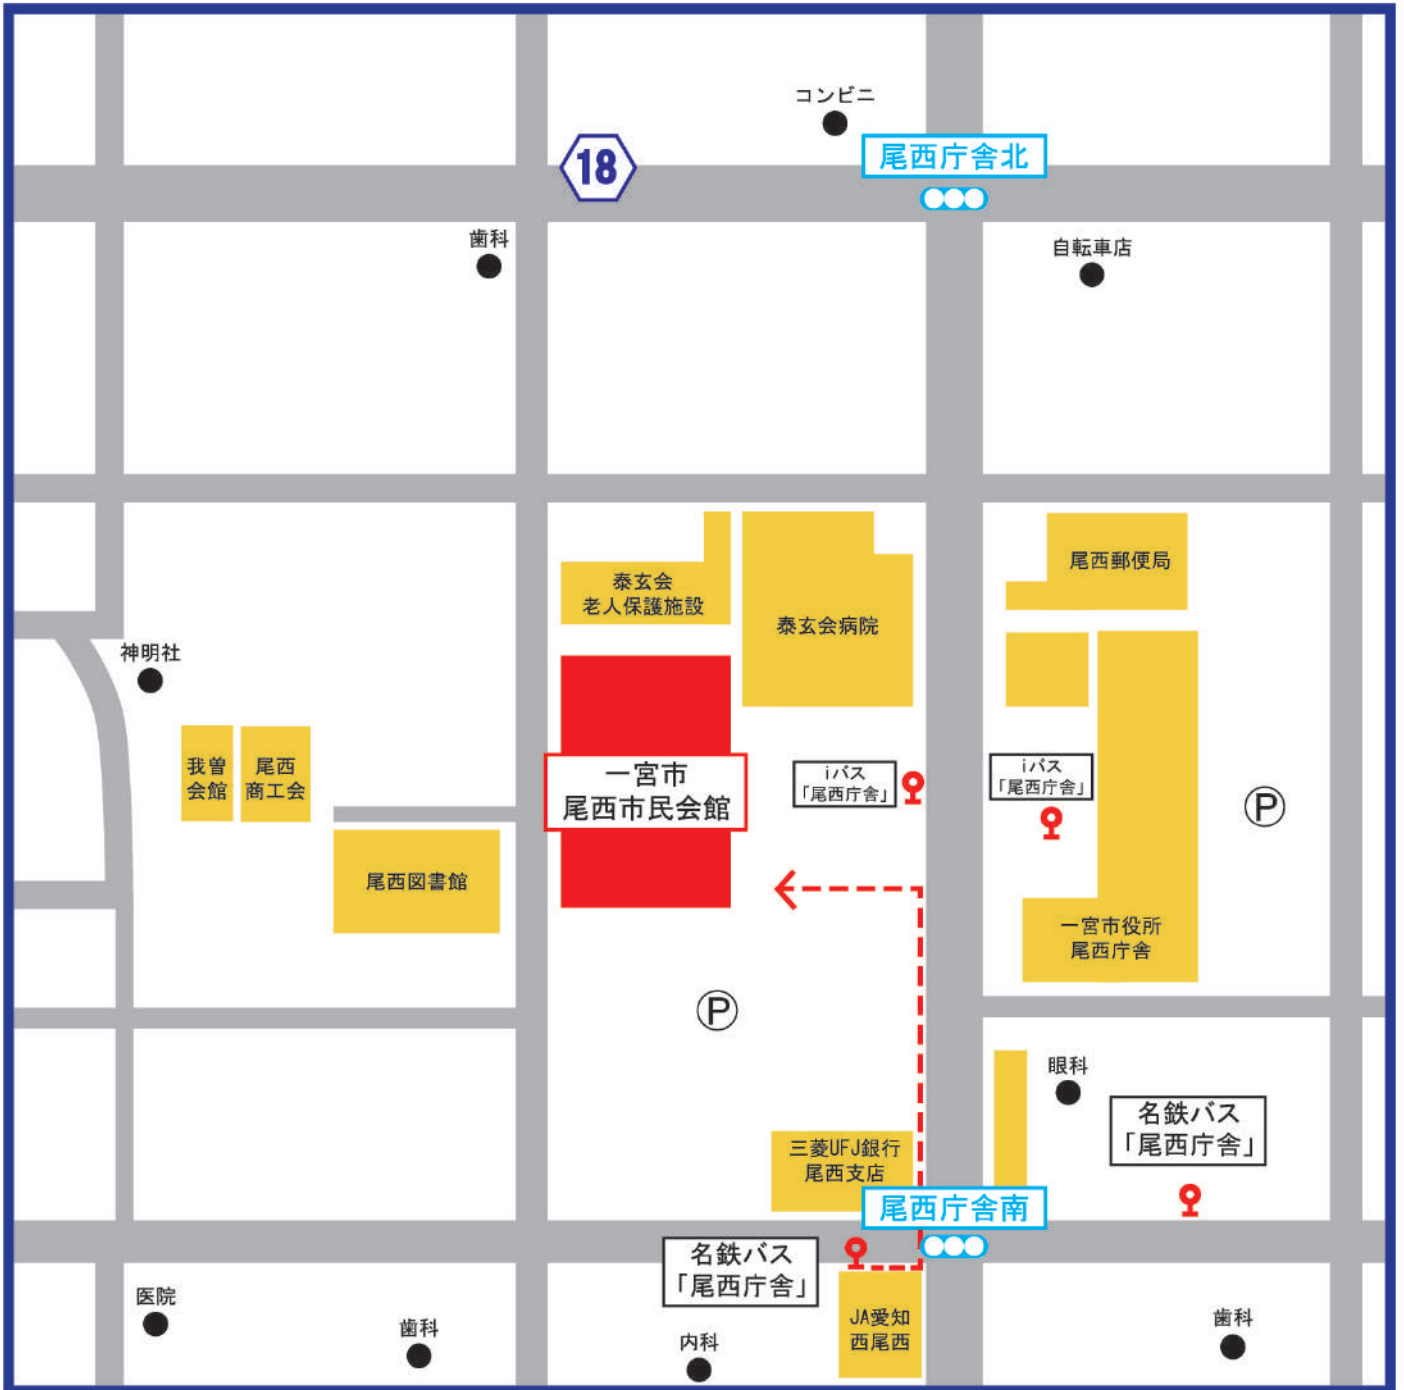 コンビニ
18
尾西庁舎北
歯科
自転車店
泰玄会
老人保護施設
泰玄会病院
尾西郵便局
神明社
我曽
会館
尾西
商工会
一宮市
尾西市民会館
iバス
「尾西庁舎」
iバス
「尾西庁舎」
P
尾西図書館
一宮市役所
尾西庁舎
P
眼科
名鉄バス
「尾西庁舎」
三菱UFJ銀行
尾西支店
尾西庁舎南
名鉄バス
「尾西庁舎」
医院
歯科
内科
JA愛知
西尾西
歯科